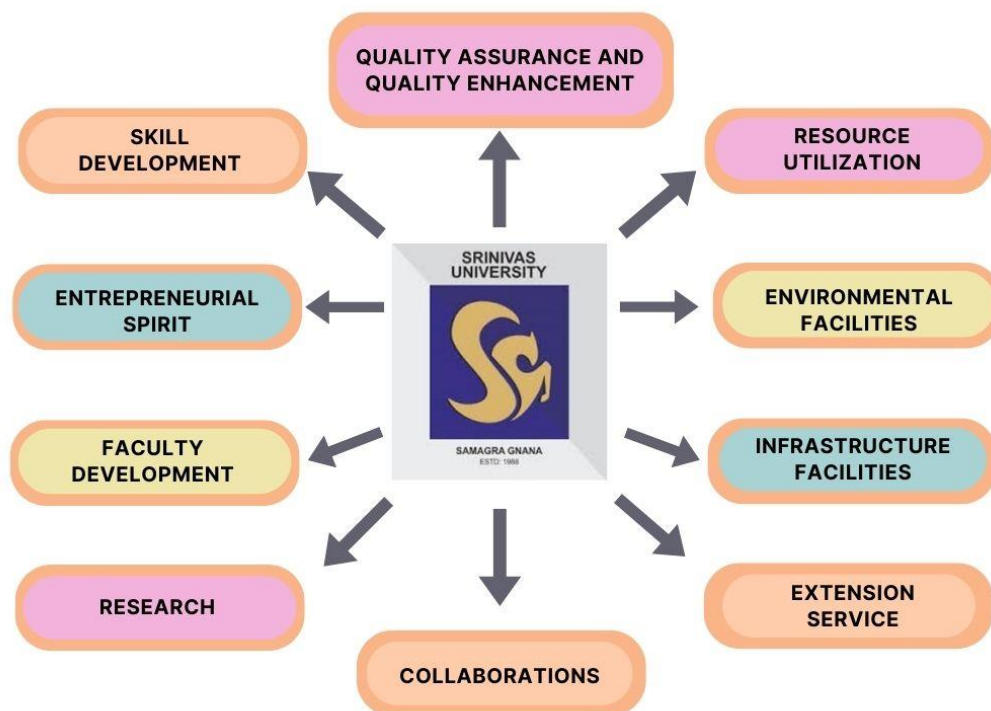 QUALITY ASSURANCE AND
QUALITY ENHANCEMENT
SKILL
DEVELOPMENT
RESOURCE
UTILIZATION
SRINIVAS
UNIVERSITY
ENTREPRENEURIAL
SPIRIT
ENVIRONMENTAL
FACILITIES
FACULTY
DEVELOPMENT
SAMAGRA GNANA
ESTD: 1988
INFRASTRUCTURE
FACILITIES
RESEARCH
EXTENSION
SERVICE
COLLABORATIONS